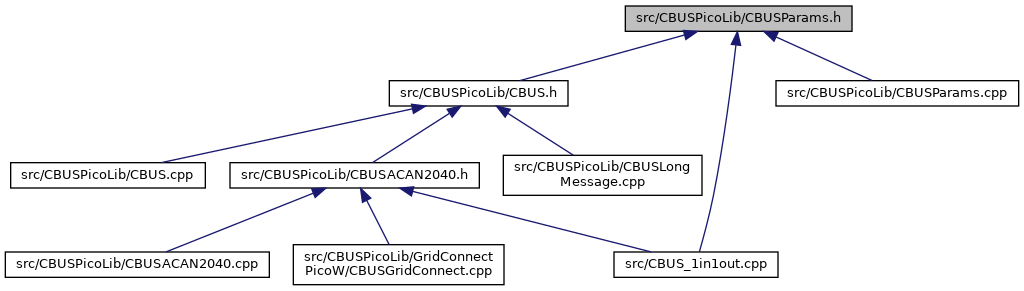 src/CBUSPicoLib/CBUSParams.h
src/CBUSPicoLib/CBUS.h
src/CBUSPicoLib/CBUSParams.cpp
src/CBUSPicoLib/CBUS.cpp
src/CBUSPicoLib/CBUSACAN2040.h
src/CBUSPicoLib/CBUSLong
Message.cpp
src/CBUSPicoLib/CBUSACAN2040.cpp
src/CBUSPicoLib/GridConnect
PicoW/CBUSGridConnect.cpp
src/CBUS_1in1out.cpp